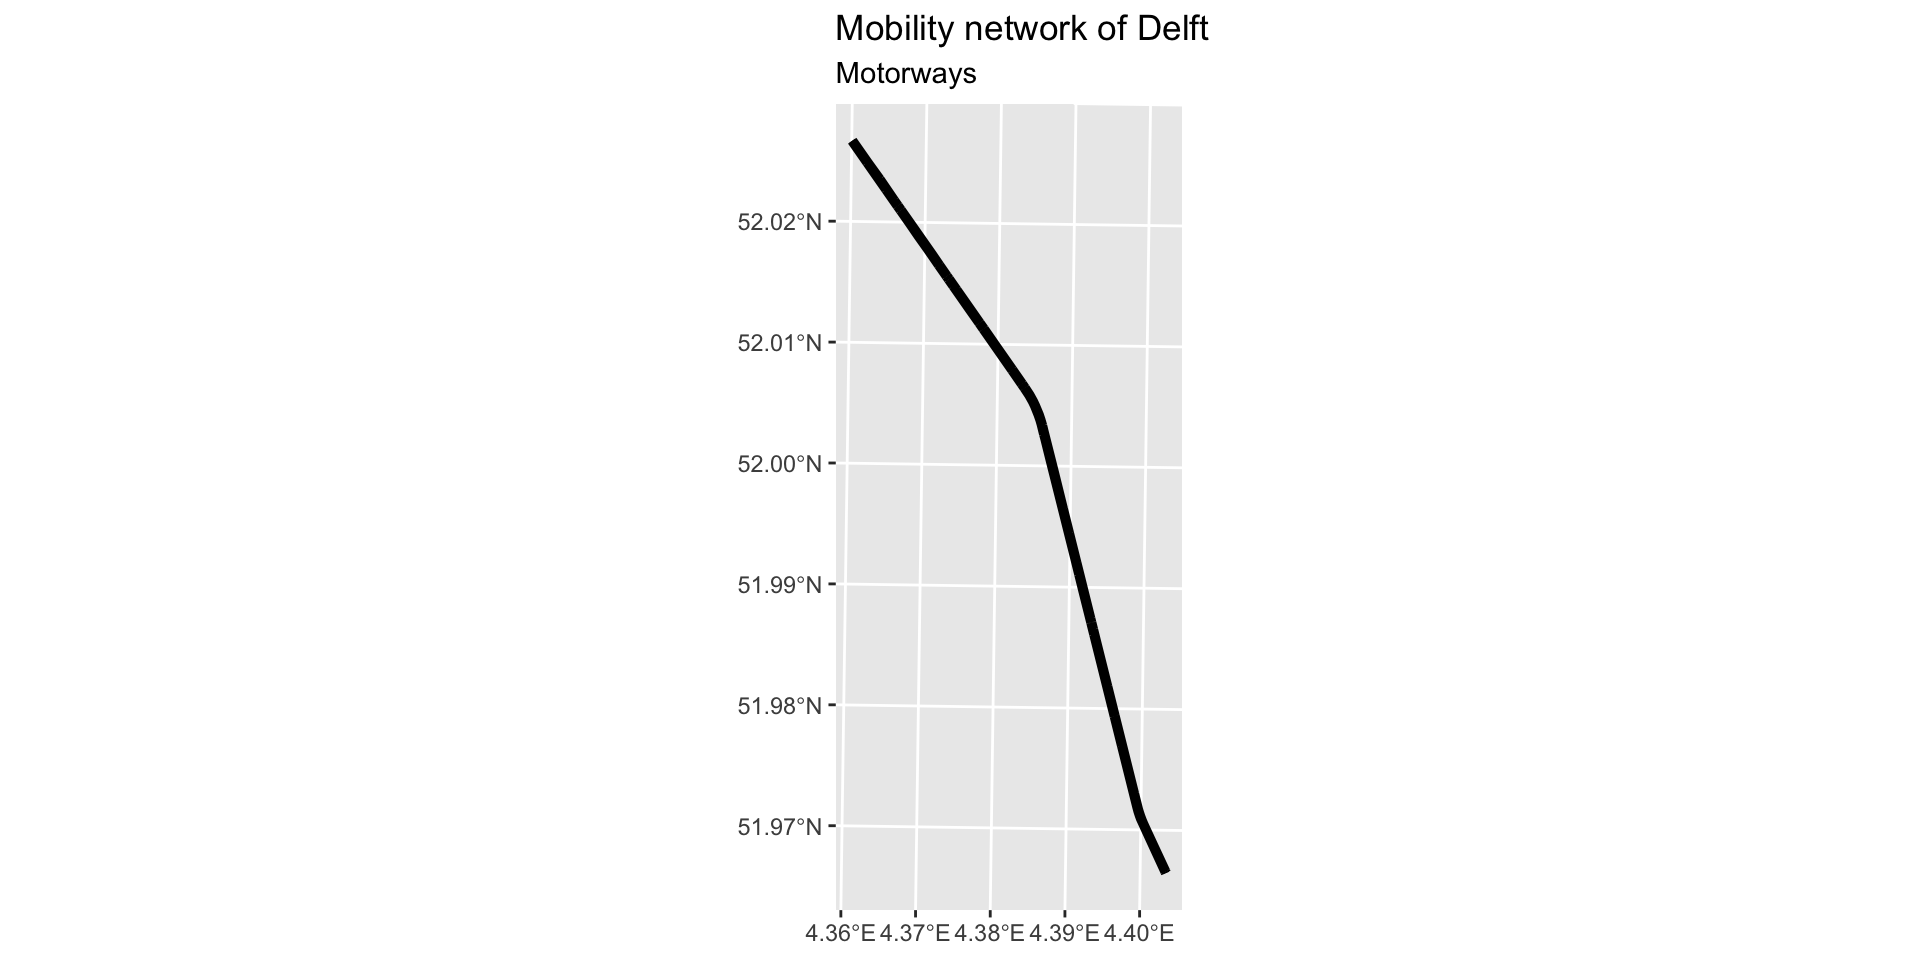 Mobility network of Delft
Motorways
52.02°N
52.01°N
52.00°N
51.99°N
51.98°N
51.97°N
4.36°E 4.37°E 4.38°E 4.39°E 4.40°E